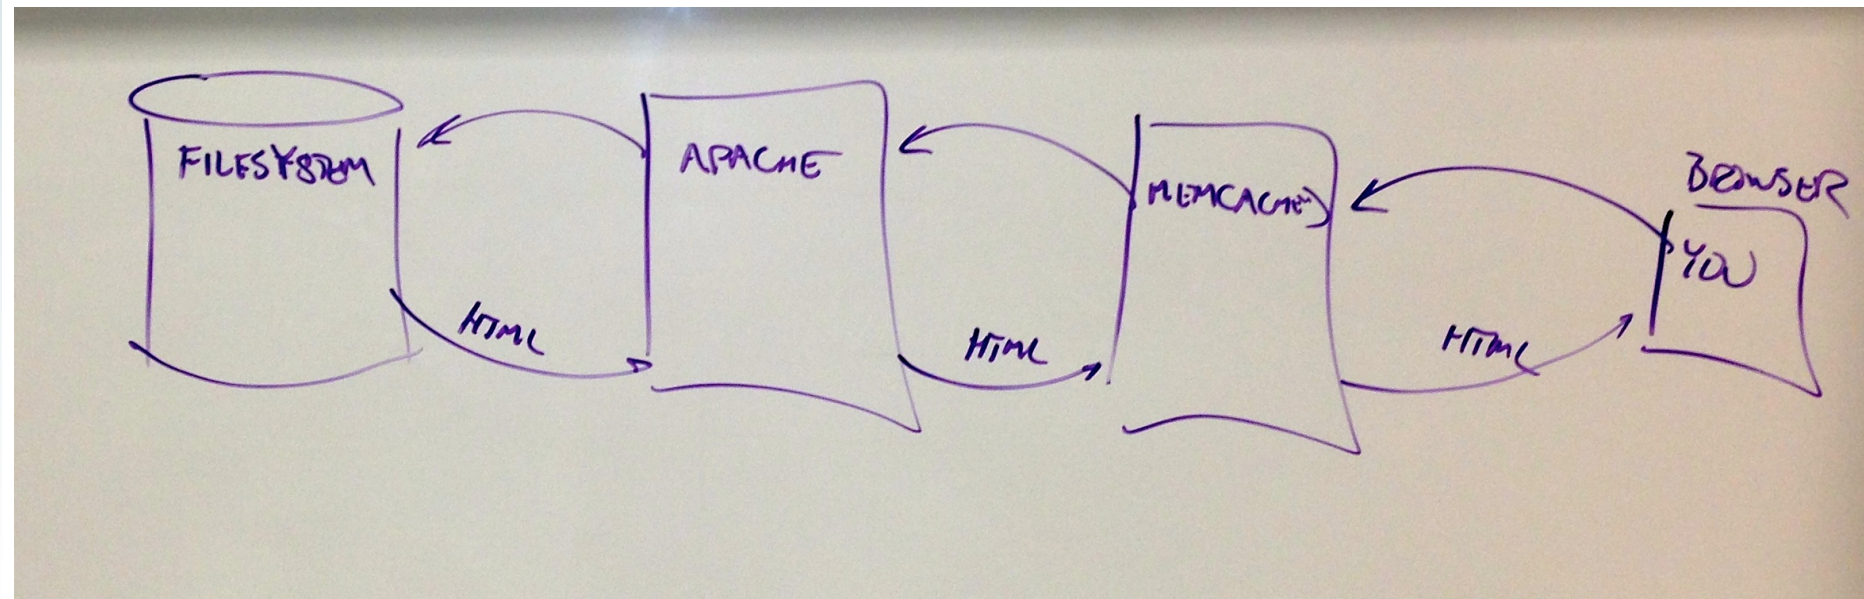 FILESYSTEM
APACHE
MEMCACHED
BROWSER
YOU
HTML
HTML
HTML